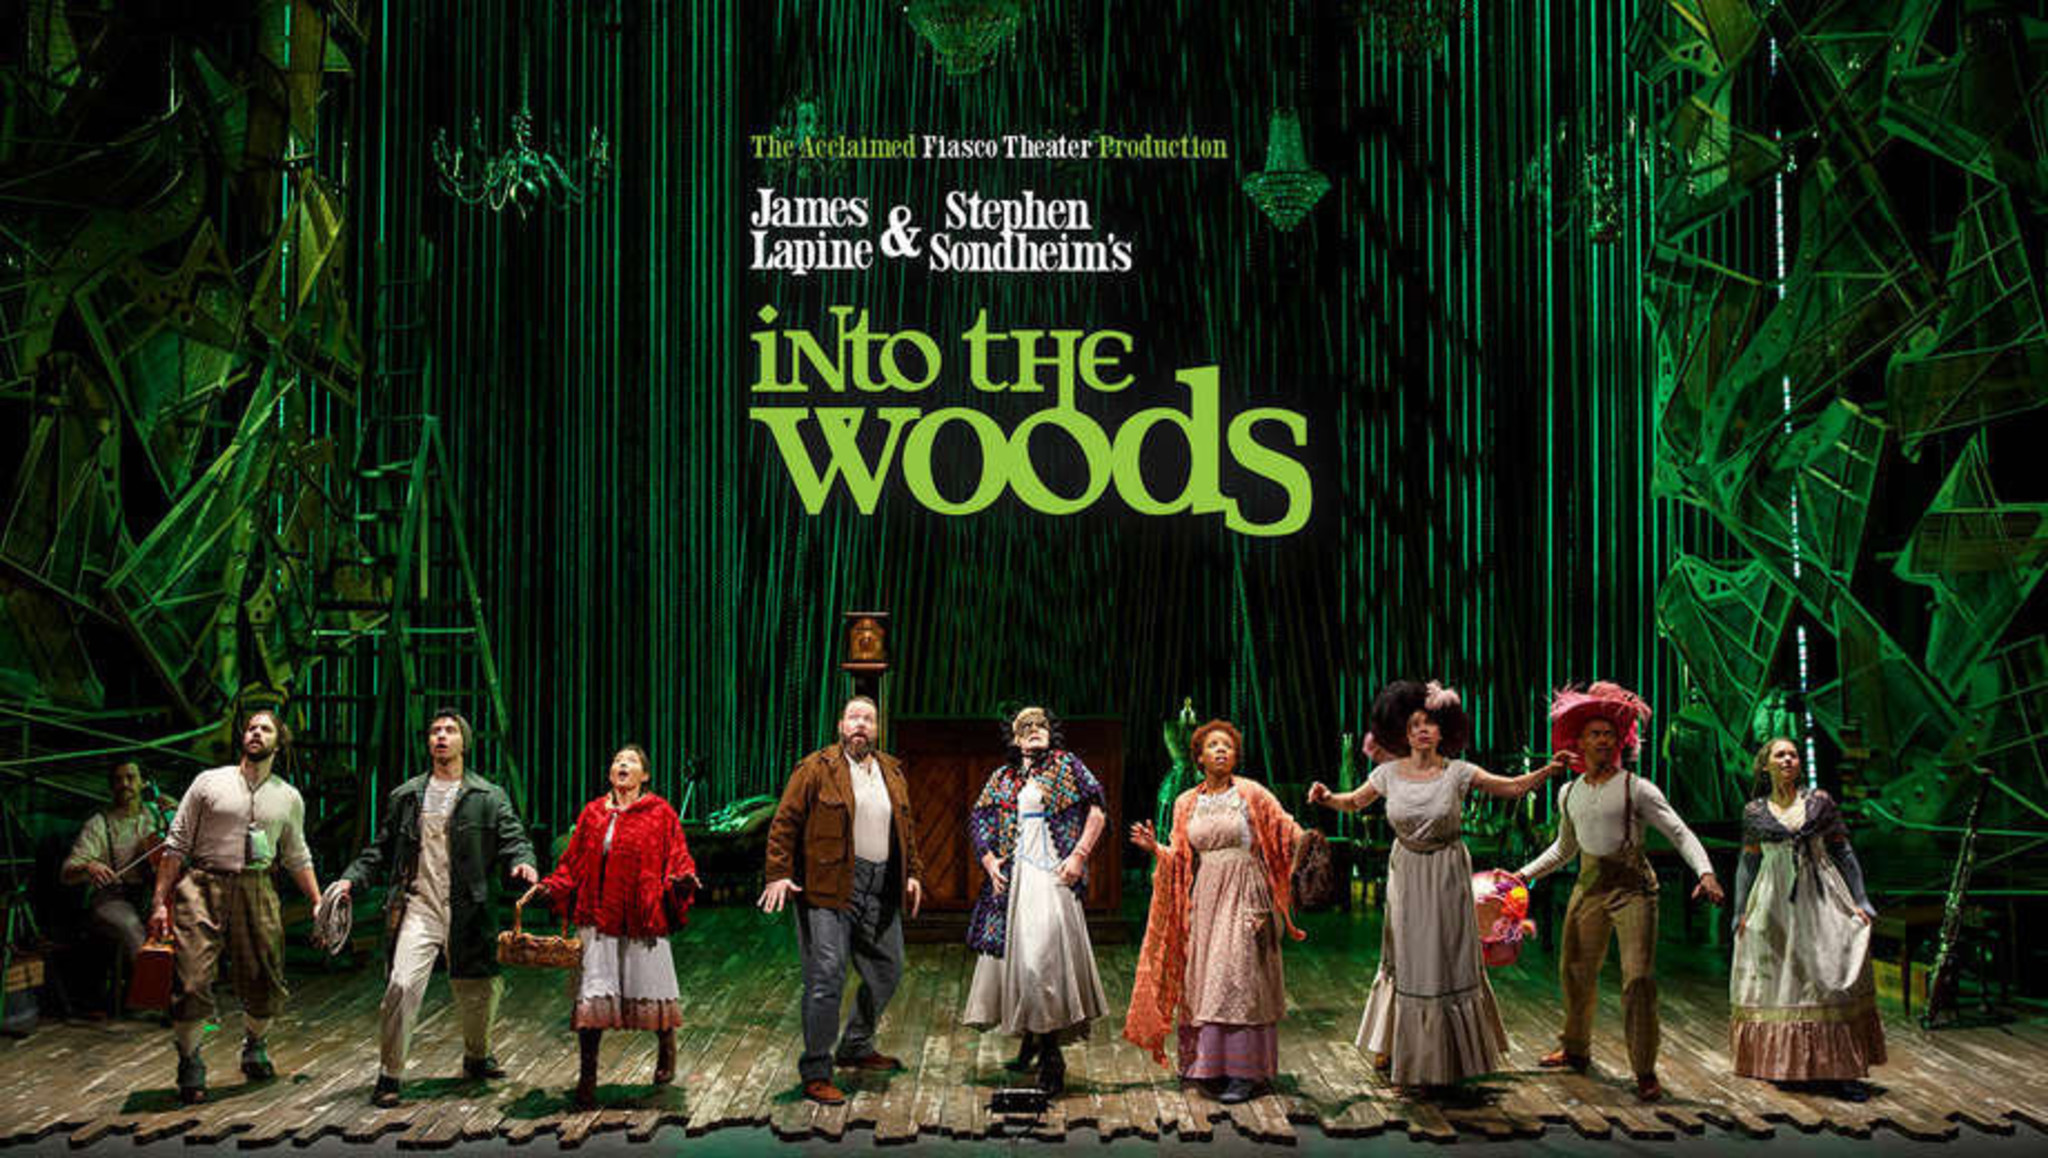 The Acclaimed Fiasco Theater Production
James Lapine & Stephen Sondheim's
iNto tHE
woods